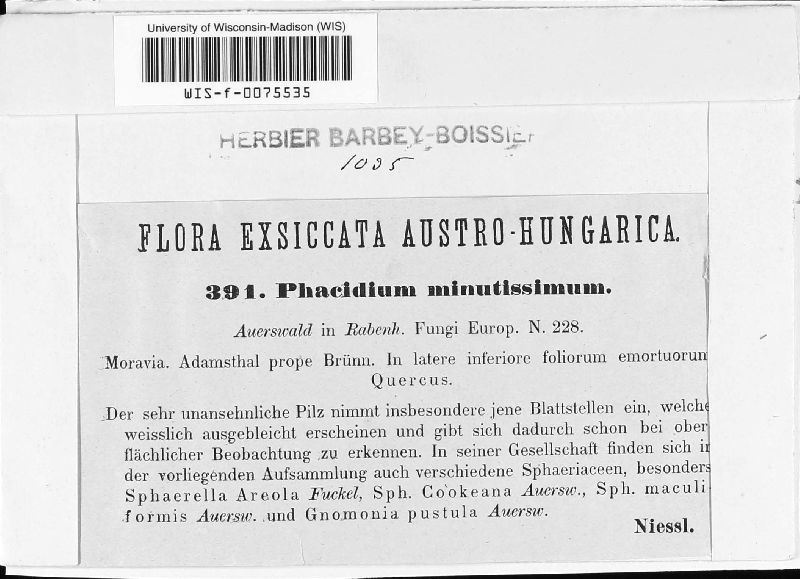 University of Wisconsin-Madison (WIS)
WIS-f-0075535
HERBIER BARBEY-BOISSIER
1095
FLORA EXSICCATA AUSTRO-HUNGARICA.
391. Phacidium minutissimum.
Auerswald in Rabenh. Fungi Europ. N. 228.
Moravia. Adamsthal prope Brünn. In latere inferiore foliorum emortuorum
Quercus.
Der sehr unansehnliche Pilz nimmt insbesondere jene Blattstellen ein, welche
weisslich ausgebleicht erscheinen und gibt sich dadurch schon bei ober-
flächlicher Beobachtung zu erkennen. In seiner Gesellschaft finden sich in
der vorliegenden Aufsammlung auch verschiedene Sphaeriaceen, besonders
Sphaerella Areola Fuckel, Sph. Cookeana Auersw., Sph. maculi-
formis Auersw. und Gnomonia pustula Auersw.
Niessl.